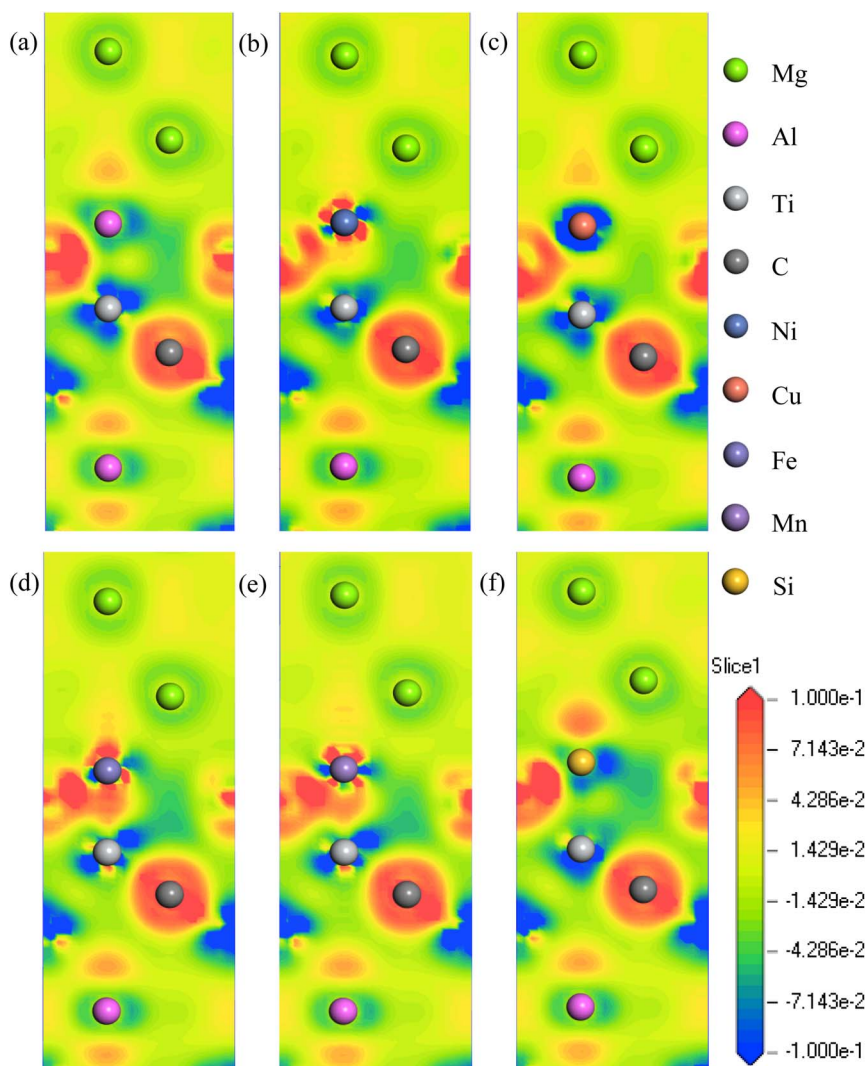 (a)
(b)
(c)
Mg
Al
Ti
C
Ni
Cu
Fe
Mn
Si
(d)
(e)
(f)
Slice1
1.000e-1
7.143e-2
4.286e-2
1.429e-2
-1.429e-2
-4.286e-2
-7.143e-2
-1.000e-1